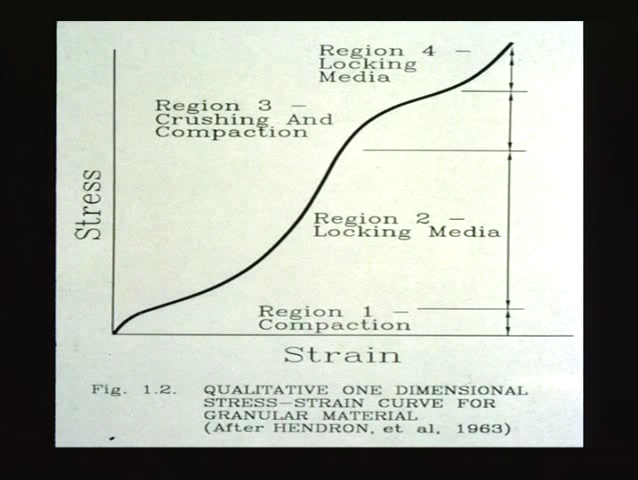 Region 4 –
Locking
Media
Region 3 –
Crushing And
Compaction
Stress
Region 2 –
Locking Media
Region 1 –
Compaction
Strain
Fig. 1.2. QUALITATIVE ONE DIMENSIONAL
STRESS–STRAIN CURVE FOR
GRANULAR MATERIAL
(After HENDRON, et al, 1963)